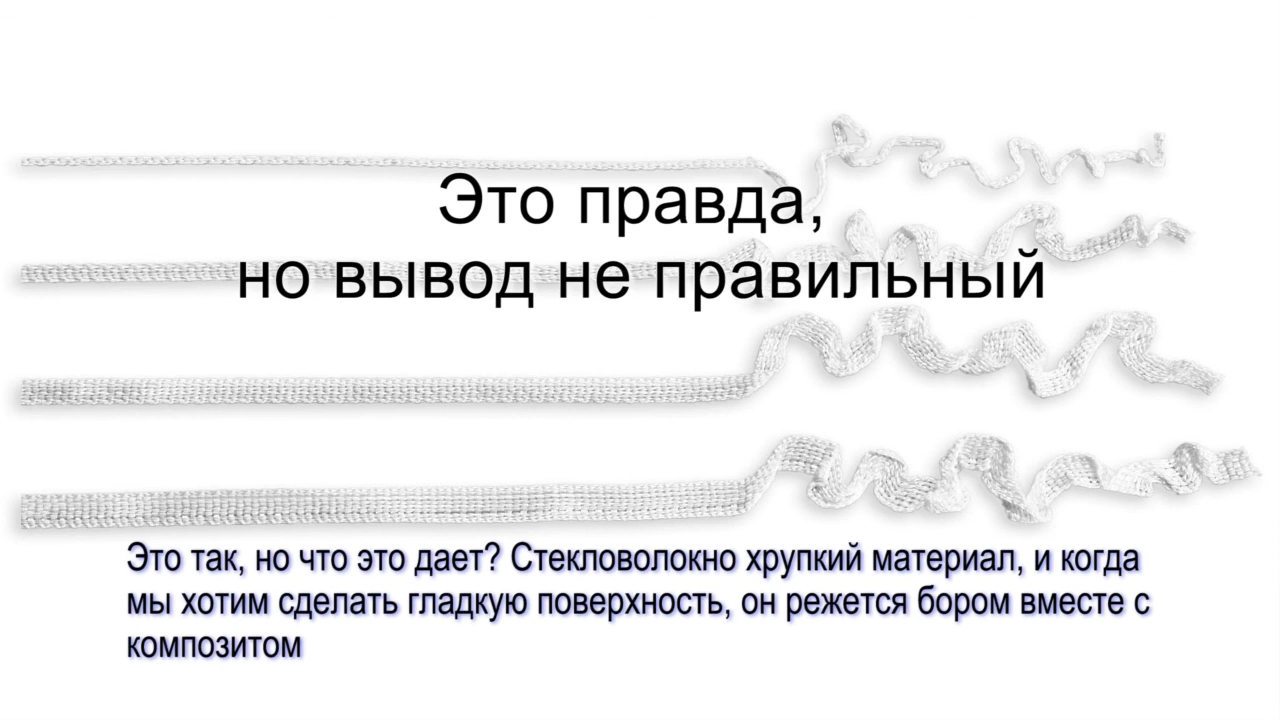 Это правда,
но вывод не правильный
Это так, но что это дает? Стекловолокно хрупкий материал, и когда
мы хотим сделать гладкую поверхность, он режется бором вместе с
композитом